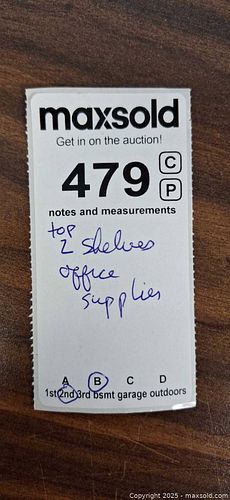 maxsold
Get in on the auction!
479 C
P
notes and measurements
top
2 shelves
office
supplies
A B C D
1st 2nd 3rd bsmt garage outdoors
Copyright 2025 - maxsold.com